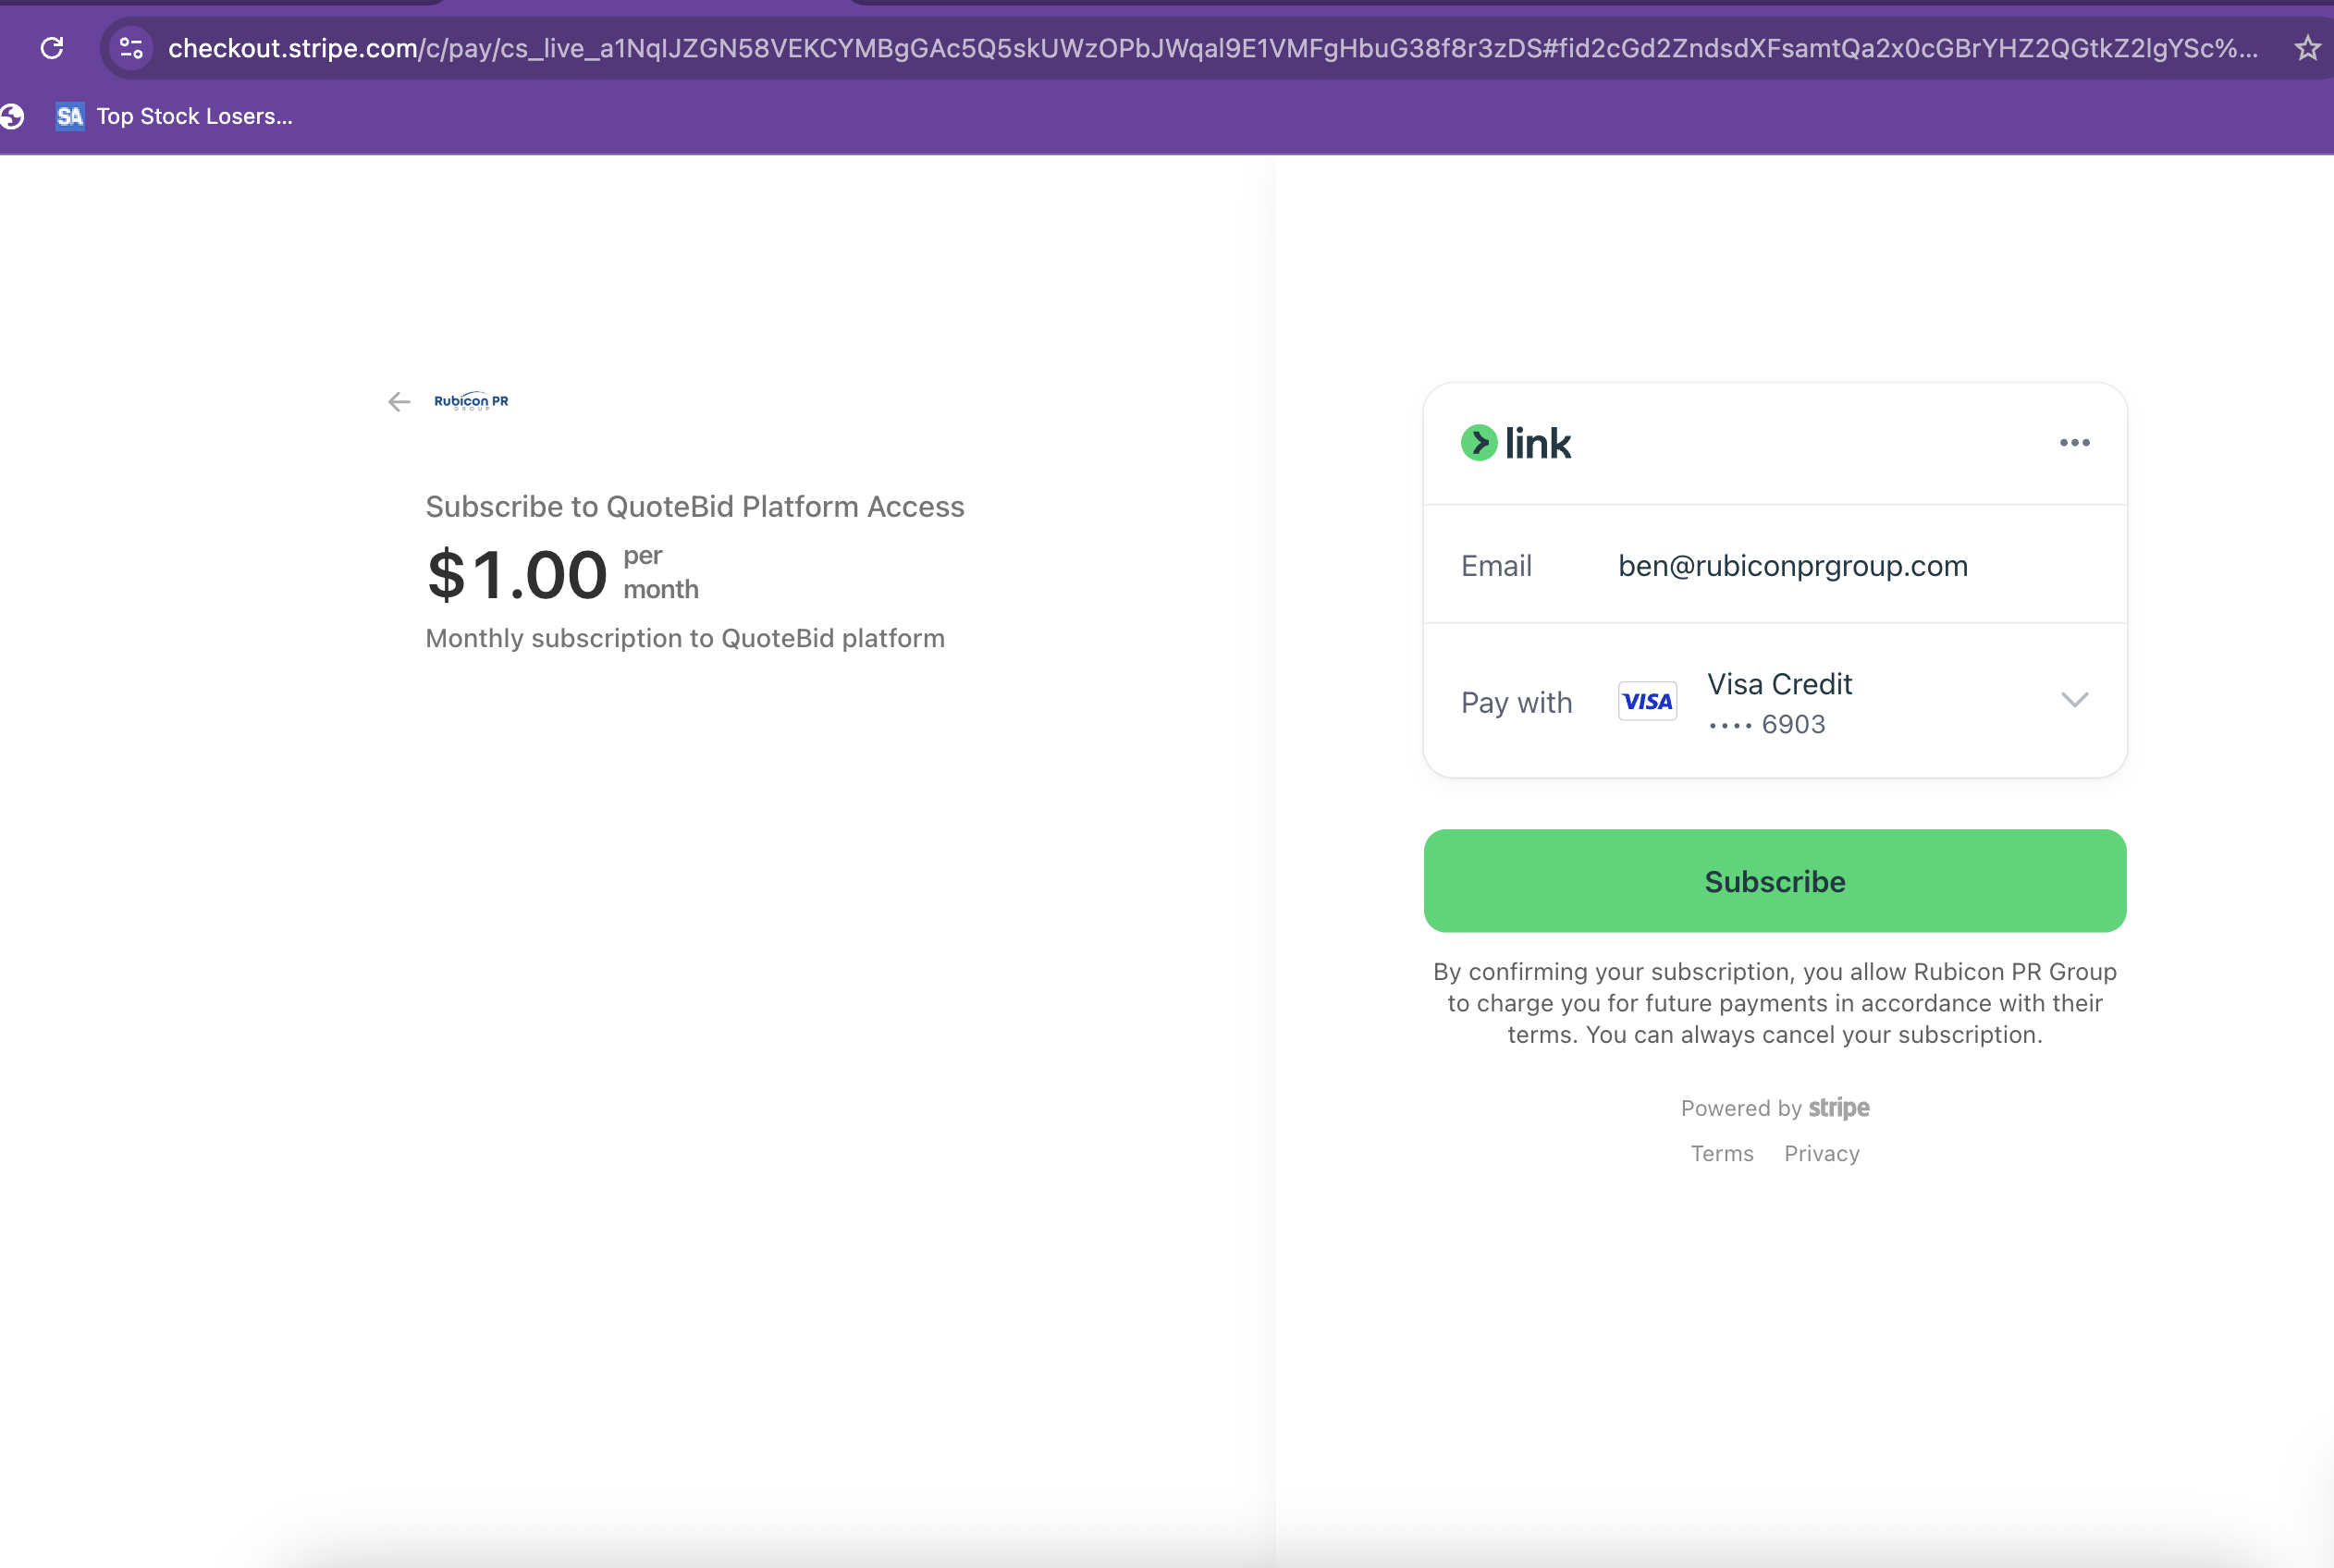 checkout.stripe.com/c/pay/cs_live_a1NqIJZGN58VEKCYMBgGAc5Q5skUWzOPbJWqal9E1VMFgHbuG38f8r3zDS#fid2cGd2ZndsdXFsamtQa2x0cGBrYHZ2QGtkZ2lgYSc%...
SA Top Stock Losers...
Rubicon PR
GROUP
Subscribe to QuoteBid Platform Access
$1.00 per
month
Monthly subscription to QuoteBid platform
link
Email ben@rubiconprgroup.com
Pay with VISA Visa Credit
•••• 6903
Subscribe
By confirming your subscription, you allow Rubicon PR Group
to charge you for future payments in accordance with their
terms. You can always cancel your subscription.
Powered by stripe
Terms Privacy